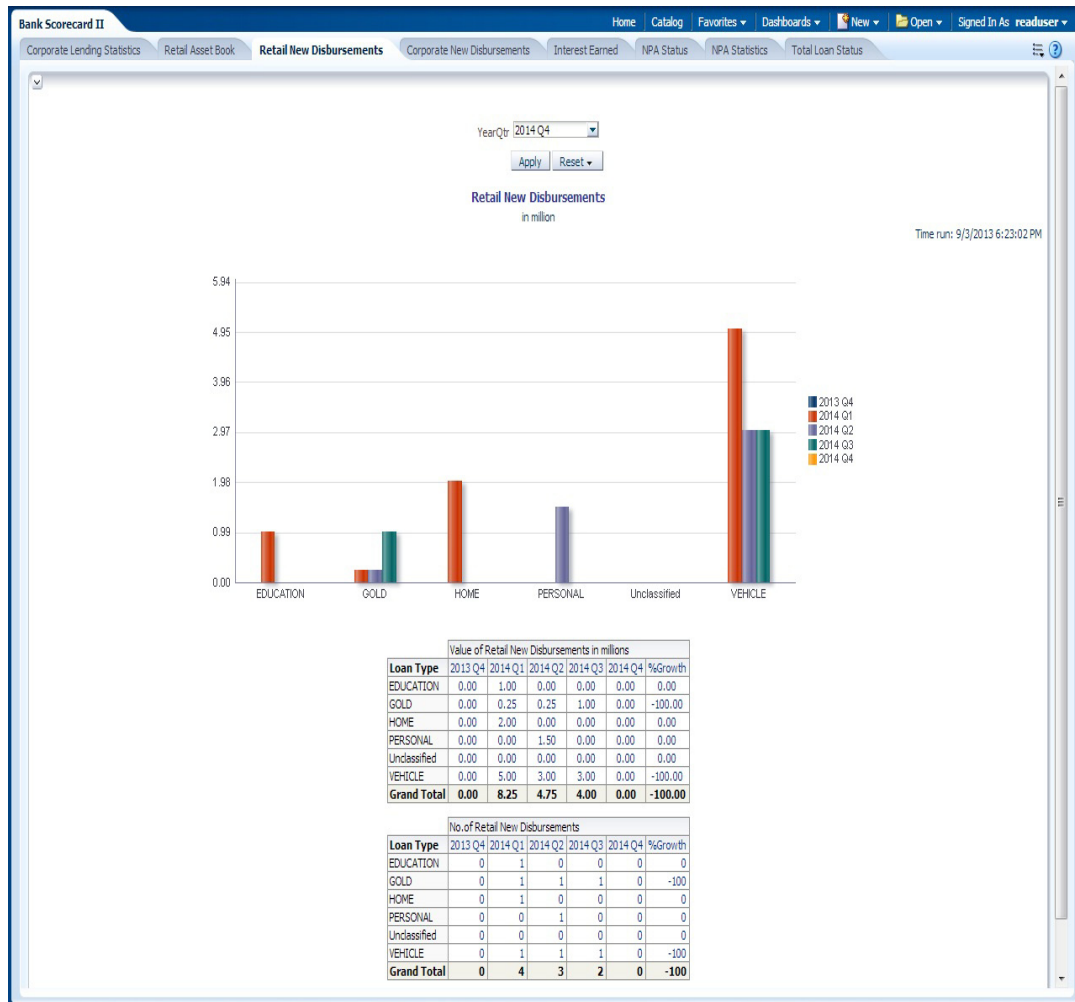 Bank Scorecard II
Home Catalog Favorites Dashboards New Open Signed In As readuser
Corporate Lending Statistics Retail Asset Book Retail New Disbursements Corporate New Disbursements Interest Earned NPA Status NPA Statistics Total Loan Status
YearQtr 2014 Q4
Apply Reset
Retail New Disbursements
in million
Time run: 9/3/2013 6:23:02 PM
5.94
4.95
3.96
2.97
1.98
0.99
0.00
2013 Q4
2014 Q1
2014 Q2
2014 Q3
2014 Q4
EDUCATION GOLD HOME PERSONAL Unclassified VEHICLE
Value of Retail New Disbursements in millions
Loan Type 2013 Q4 2014 Q1 2014 Q2 2014 Q3 2014 Q4 %Growth
EDUCATION 0.00 1.00 0.00 0.00 0.00 0.00
GOLD 0.00 0.25 0.25 1.00 0.00 -100.00
HOME 0.00 2.00 0.00 0.00 0.00 0.00
PERSONAL 0.00 0.00 1.50 0.00 0.00 0.00
Unclassified 0.00 0.00 0.00 0.00 0.00 0.00
VEHICLE 0.00 5.00 3.00 3.00 0.00 -100.00
Grand Total 0.00 8.25 4.75 4.00 0.00 -100.00
No.of Retail New Disbursements
Loan Type 2013 Q4 2014 Q1 2014 Q2 2014 Q3 2014 Q4 %Growth
EDUCATION 0 1 0 0 0 0
GOLD 0 1 1 1 0 -100
HOME 0 1 0 0 0 0
PERSONAL 0 0 1 0 0 0
Unclassified 0 0 0 0 0 0
VEHICLE 0 1 1 1 0 -100
Grand Total 0 4 3 2 0 -100